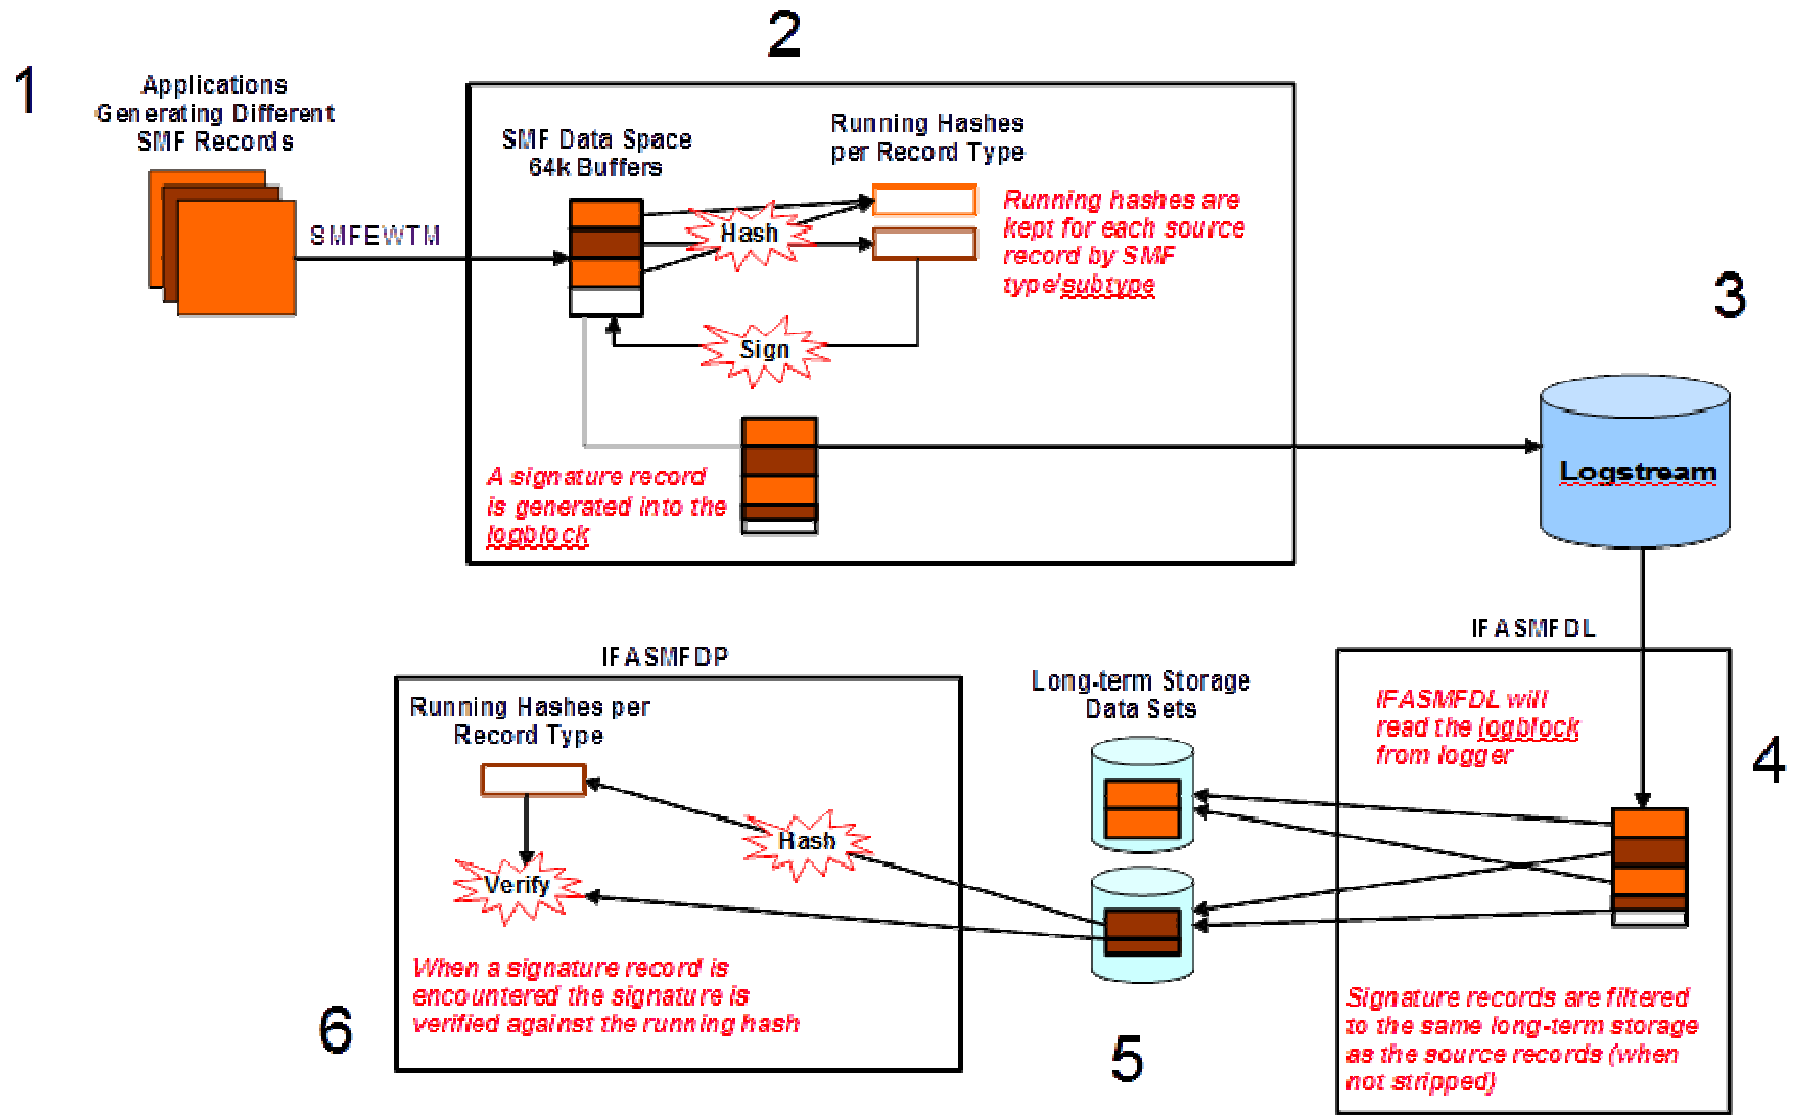 1
Applications
Generating Different
SMF Records
SMFEWTM
2
SMF Data Space
64k Buffers
Running Hashes
per Record Type
Hash
Running hashes are
kept for each source
record by SMF
type/subtype
Sign
A signature record
is generated into the
logblock
3
Logstream
IFASMFDL
IFASMFDL will
read the logblock
from logger
4
Signature records are filtered
to the same long-term storage
as the source records (when
not stripped)
Long-term Storage
Data Sets
5
IFASMFDP
Running Hashes per
Record Type
Hash
Verify
When a signature record is
encountered the signature is
verified against the running hash
6